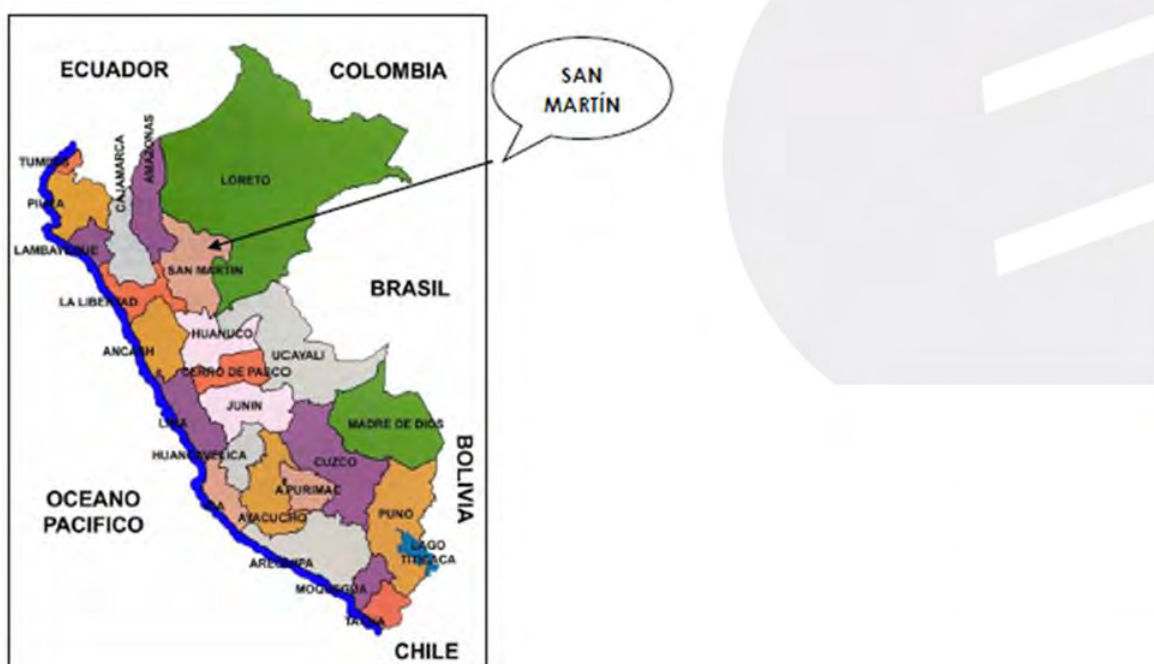 ECUADOR
COLOMBIA
SAN
MARTÍN
TUMBES
CAJAMARCA
AMAZONAS
LORETO
PIURA
LAMBAYEQUE
SAN MARTIN
LA LIBERTAD
BRASIL
HUANUCO
ANCASH
UCAYALI
CERRO DE PASCO
JUNIN
LIMA
MADRE DE DIOS
HUANCAVELICA
CUZCO
BOLIVIA
APURIMAC
OCEANO
PACIFICO
ICA
AYACUCHO
PUNO
LAGO
TITICACA
AREQUIPA
MOQUEGUA
TACNA
CHILE